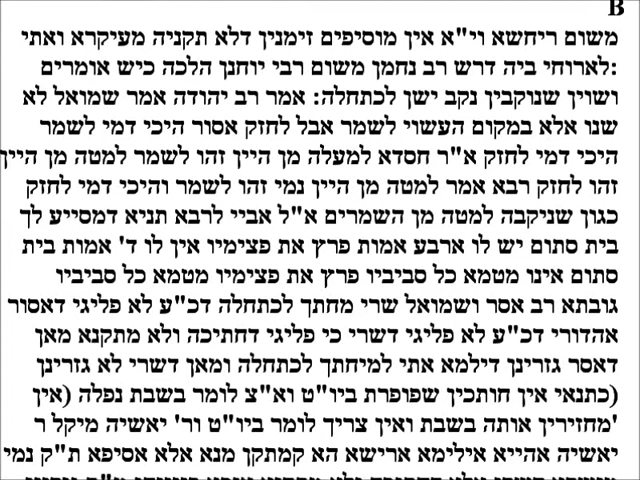 B
משום ריחשא וי"א אין מוסיפים זימנין דלא תקניה מעיקרא ואתי
לארוחי ביה דרש רב נחמן משום רבי יוחנן הלכה כיש אומרים:
ושוין שנוקבין נקב ישן לכתחלה: אמר רב יהודה אמר שמואל לא
שנו אלא במקום העשוי לשמר אבל לחזק אסור היכי דמי לשמר
היכי דמי לחזק א"ר חסדא למעלה מן היין זהו לשמר למטה מן היין
זהו לחזק רבא אמר למטה מן היין נמי זהו לשמר והיכי דמי לחזק
כגון שניקבה למטה מן השמרים א"ל אביי לרבא תניא דמסייע לך
בית סתום יש לו ארבע אמות פרץ את פצימיו אין לו ד' אמות בית
סתום אינו מטמא כל סביביו פרץ את פצימיו מטמא כל סביביו
גובתא רב אסר ושמואל שרי מחתך לכתחלה דכ"ע לא פליגי דאסור
אהדורי דכ"ע לא פליגי דשרי כי פליגי דחתיכה ולא מתקנא מאן
דאסר גזרינן דילמא אתי למיחתך לכתחלה ומאן דשרי לא גזרינן
(כתנאי אין חותכין שפופרת ביו"ט וא"צ לומר בשבת נפלה (אין
מחזירין אותה בשבת ואין צריך לומר ביו"ט ור' יאשיה מיקל ר'
יאשיה אהייא אילימא ארישא הא קמתקן מנא אלא אסיפא ת"ק נמי